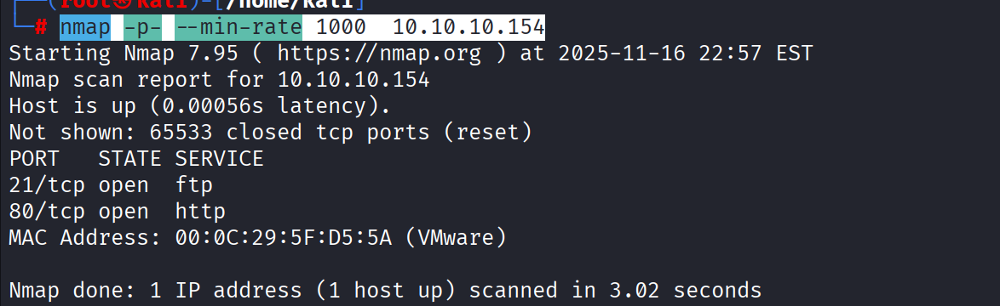 ┌──(root㉿Kali)-[/home/kali]
└─# nmap -p- --min-rate 1000  10.10.10.154
Starting Nmap 7.95 ( https://nmap.org ) at 2025-11-16 22:57 EST
Nmap scan report for 10.10.10.154
Host is up (0.00056s latency).
Not shown: 65533 closed tcp ports (reset)
PORT   STATE SERVICE
21/tcp open  ftp
80/tcp open  http
MAC Address: 00:0C:29:5F:D5:5A (VMware)

Nmap done: 1 IP address (1 host up) scanned in 3.02 seconds